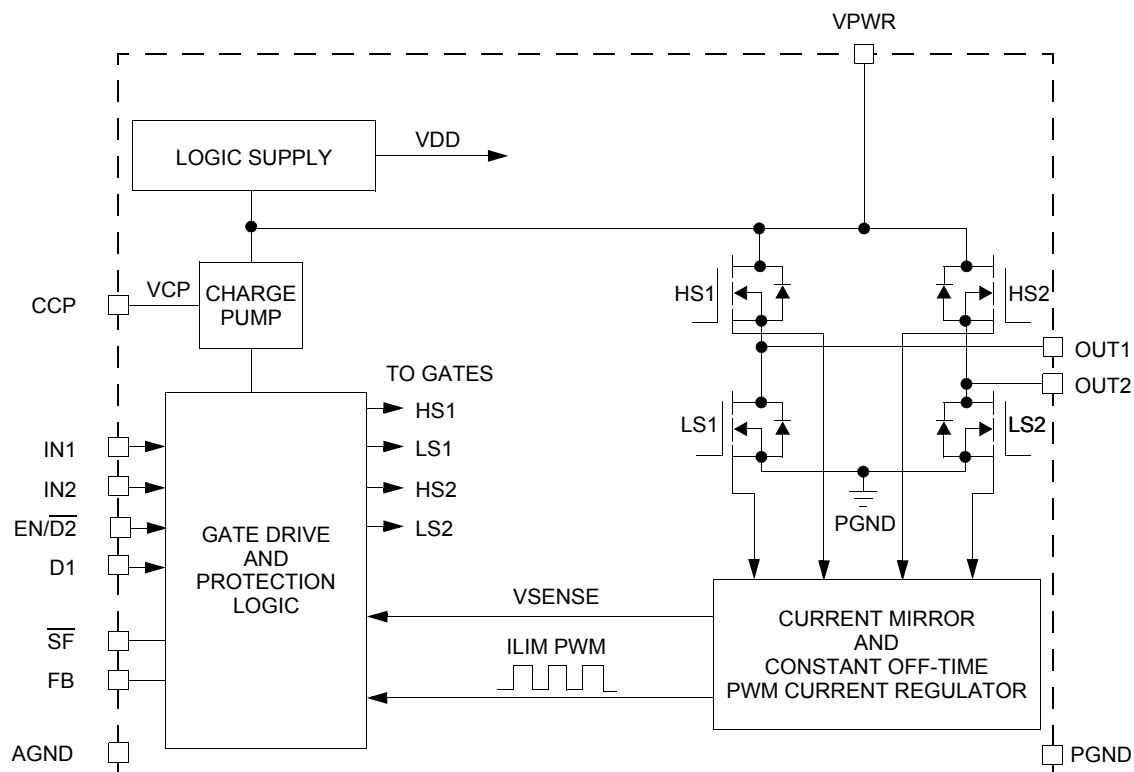 VPWR
LOGIC SUPPLY
VDD
CCP
VCP
CHARGE
PUMP
HS1
HS2
OUT1
OUT2
TO GATES
HS1
LS1
HS2
LS2
LS1
LS2
PGND
IN1
IN2
EN/D2
D1
SF
FB
AGND
GATE DRIVE
AND
PROTECTION
LOGIC
VSENSE
ILIM PWM
CURRENT MIRROR
AND
CONSTANT OFF-TIME
PWM CURRENT REGULATOR
PGND